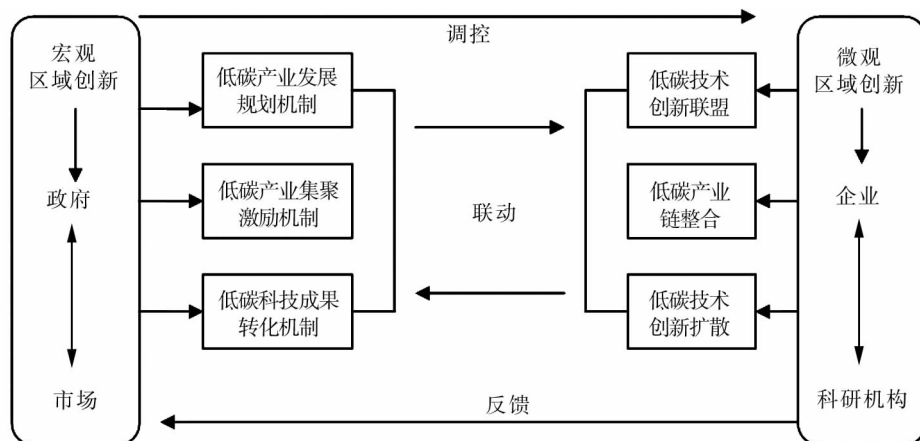 调控
宏观
区域创新
政府
市场
低碳产业发展
规划机制
低碳产业集聚
激励机制
低碳科技成果
转化机制
联动
低碳技术
创新联盟
低碳产业
链整合
低碳技术
创新扩散
微观
区域创新
企业
科研机构
反馈